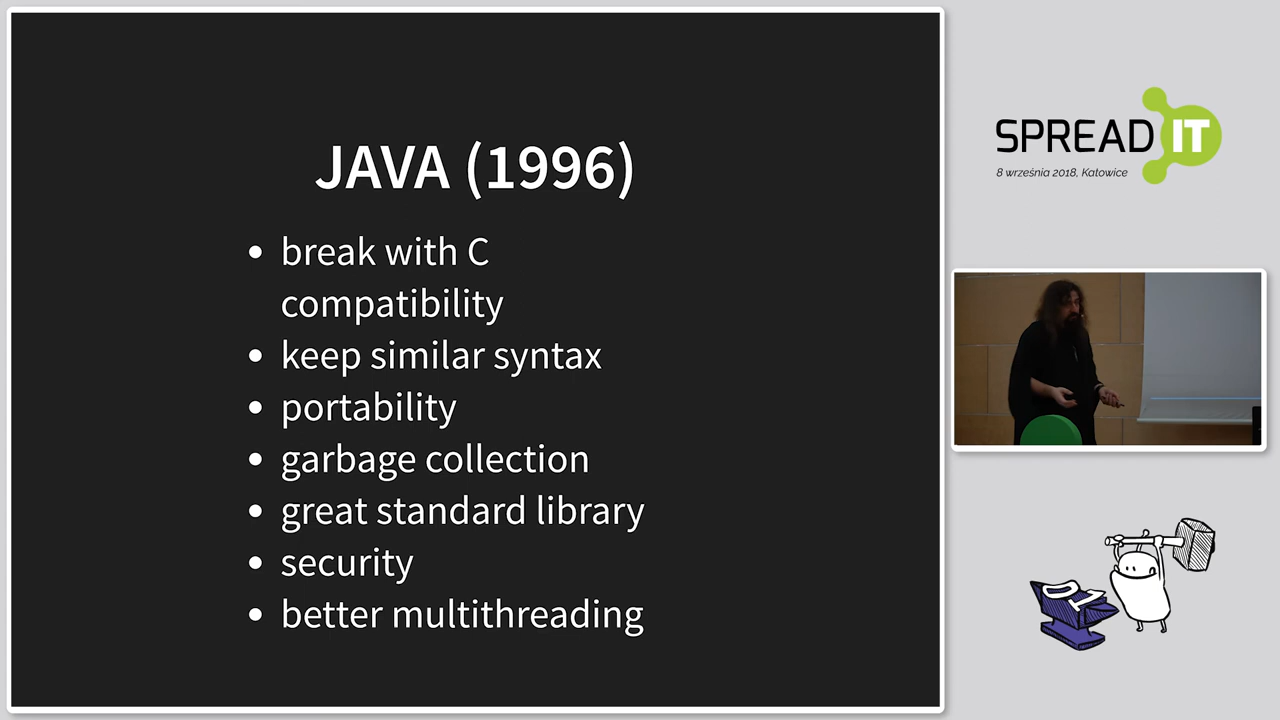 JAVA (1996)
• break with C
compatibility
• keep similar syntax
• portability
• garbage collection
• great standard library
• security
• better multithreading
SPREAD IT
8 września 2018, Katowice
01